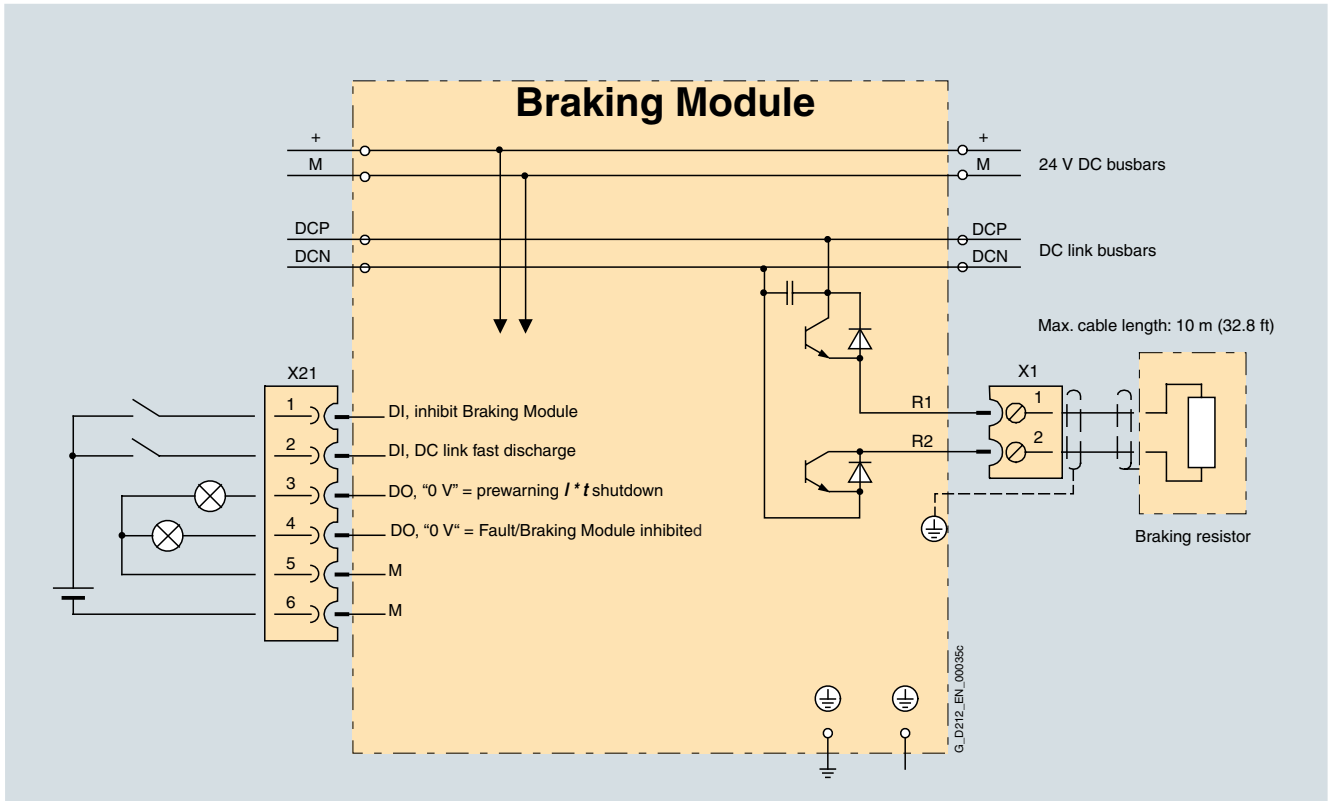 Braking Module
+
M
+
M
24 V DC busbars
DCP
DCN
DCP
DCN
DC link busbars
Max. cable length: 10 m (32.8 ft)
X21
X1
1
DI, inhibit Braking Module
R1
1
2
DI, DC link fast discharge
R2
2
3
DO, “0 V” = prewarning I * t shutdown
4
DO, “0 V“ = Fault/Braking Module inhibited
Braking resistor
5
M
6
M
G_D212_EN_00035c